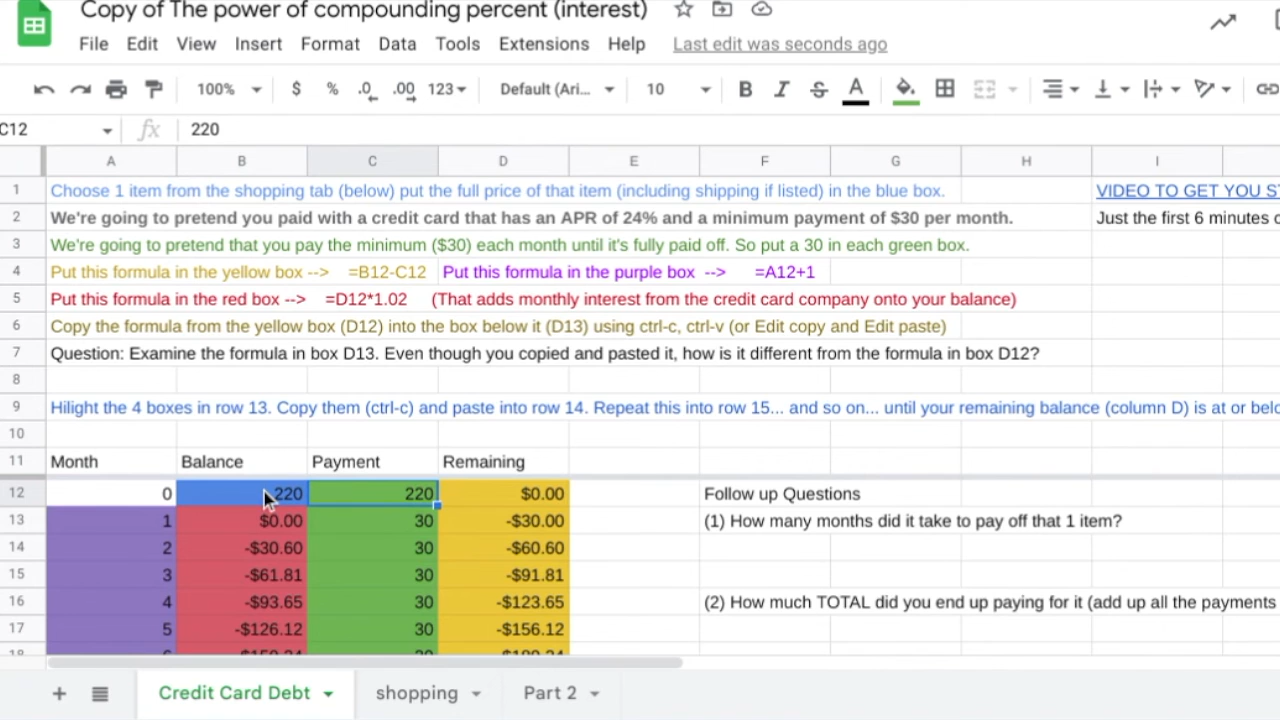 Copy of The power of compounding percent (interest)
File Edit View Insert Format Data Tools Extensions Help Last edit was seconds ago
100% $ % .0 .00 123 Default (Ari... 10 B I S A
C12 fx 220
A B C D E F G H I
1 Choose 1 item from the shopping tab (below) put the full price of that item (including shipping if listed) in the blue box. VIDEO TO GET YOU ST
2 We're going to pretend you paid with a credit card that has an APR of 24% and a minimum payment of $30 per month. Just the first 6 minutes
3 We're going to pretend that you pay the minimum ($30) each month until it's fully paid off. So put a 30 in each green box.
4 Put this formula in the yellow box --> =B12-C12 Put this formula in the purple box --> =A12+1
5 Put this formula in the red box --> =D12*1.02 (That adds monthly interest from the credit card company onto your balance)
6 Copy the formula from the yellow box (D12) into the box below it (D13) using ctrl-c, ctrl-v (or Edit copy and Edit paste)
7 Question: Examine the formula in box D13. Even though you copied and pasted it, how is it different from the formula in box D12?
8
9 Hilight the 4 boxes in row 13. Copy them (ctrl-c) and paste into row 14. Repeat this into row 15... and so on... until your remaining balance (column D) is at or belo
10
11 Month Balance Payment Remaining
12 0 220 220 $0.00 Follow up Questions
13 1 $0.00 30 -$30.00 (1) How many months did it take to pay off that 1 item?
14 2 -$30.60 30 -$60.60
15 3 -$61.81 30 -$91.81
16 4 -$93.65 30 -$123.65 (2) How much TOTAL did you end up paying for it (add up all the payments
17 5 -$126.12 30 -$156.12
Credit Card Debt shopping Part 2